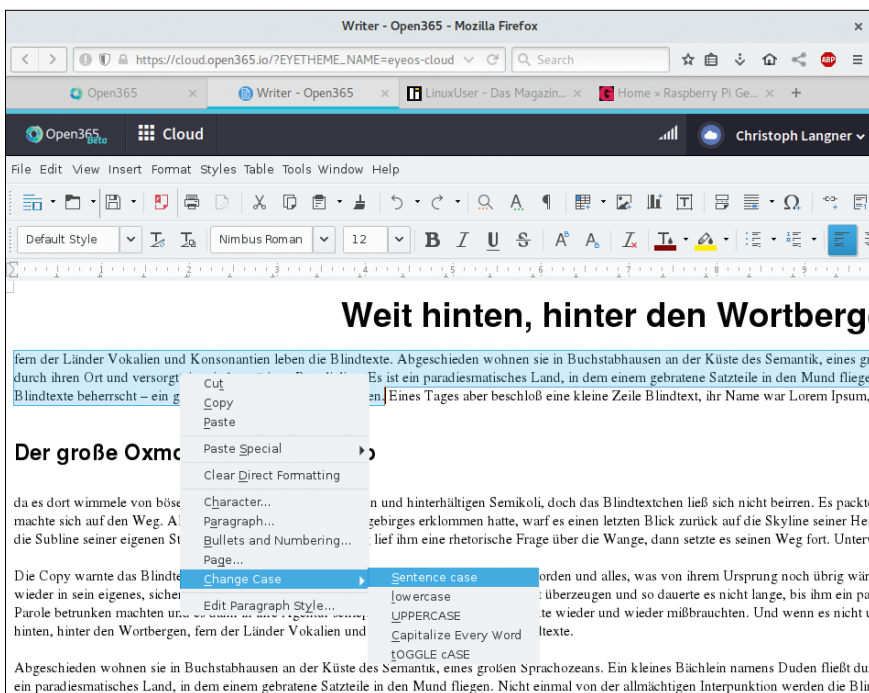 Writer - Open365 - Mozilla Firefox
https://cloud.open365.io/?EYETHEME_NAME=eyeos-cloud
Search
ABP
Open365
Writer - Open365
LinuxUser - Das Magazin...
Home » Raspberry Pi Ge...
Open365 Beta
Cloud
Christoph Langner
File Edit View Insert Format Styles Table Tools Window Help
Default Style
Nimbus Roman
12
1 2 3 4 5 6 7 8 9
Weit hinten, hinter den Wortberge
fern der Länder Vokalien und Konsonantien leben die Blindtexte. Abgeschieden wohnen sie in Buchstabhausen an der Küste des Semantik, eines
durch ihren Ort und versorgt Es ist ein paradiesmatisches Land, in dem einem gebratene Satzteile in den Mund fliege
Blindtexte beherrscht – ein Eines Tages aber beschloß eine kleine Zeile Blindtext, ihr Name war Lorem Ipsum,
Cut
Copy
Paste
Paste Special
Clear Direct Formatting
Character...
Paragraph...
Bullets and Numbering...
Page...
Change Case
Edit Paragraph Style...
Sentence case
lowercase
UPPERCASE
Capitalize Every Word
tOGGLE cASE
Der große Oxmo
da es dort wimmele von böse n und hinterhältigen Semikoli, doch das Blindtextchen ließ sich nicht beirren. Es packte
machte sich auf den Weg. Al gebirges erklommen hatte, warf es einen letzten Blick zurück auf die Skyline seiner
die Subline seiner eigenen St lief ihm eine rhetorische Frage über die Wange, dann setzte es seinen Weg fort.
Die Copy warnte das Blindte orden und alles, was von ihrem Ursprung noch übrig wär
wieder in sein eigenes, sicher t überzeugen und so dauerte es nicht lange, bis ihm ein
Parole betrunken machten te wieder und wieder mißbrauchten. Und wenn es nicht
hinten, hinter den Wortbergen, fern der Länder Vokalien und dtexte.
Abgeschieden wohnen sie in Buchstabhausen an der Küste des Semantik, eines großen Sprachozeans. Ein kleines Bächlein namens Duden fließt du
ein paradiesmatisches Land, in dem einem gebratene Satzteile in den Mund fliegen. Nicht einmal von der allmächtigen Interpunktion werden die Bli